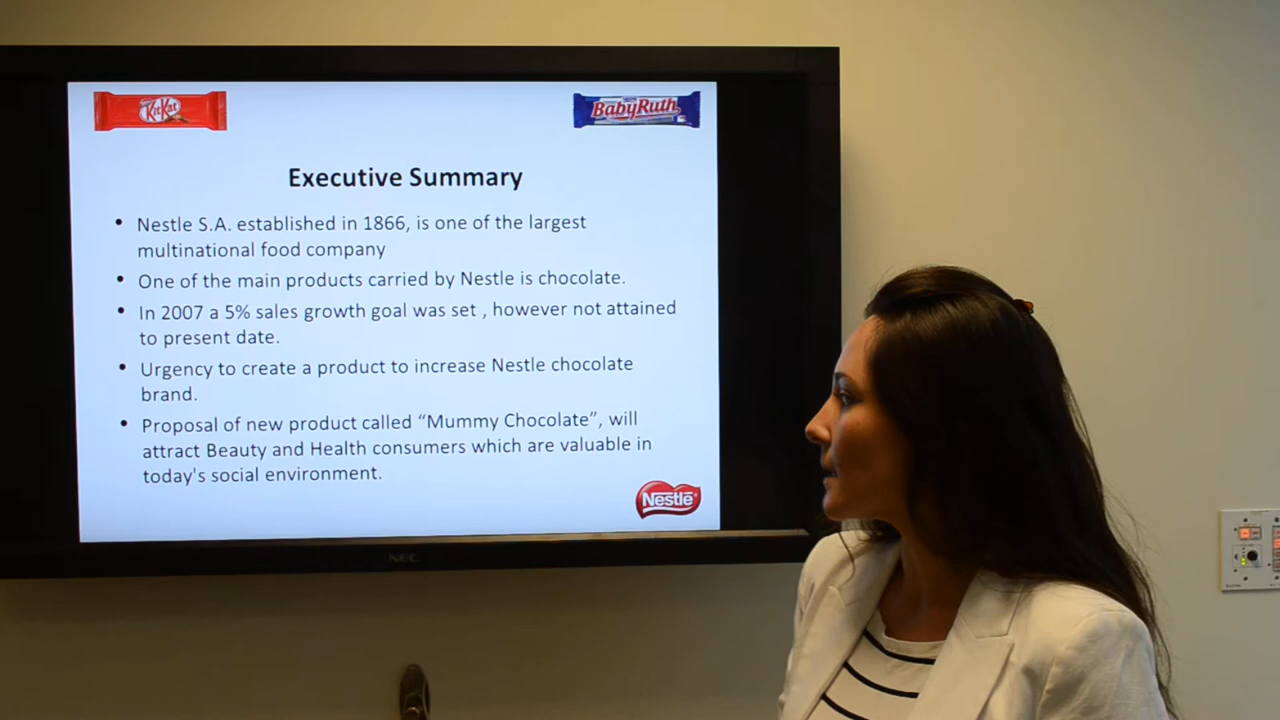 KitKat
BabyRuth
Executive Summary
• Nestle S.A. established in 1866, is one of the largest
multinational food company
• One of the main products carried by Nestle is chocolate.
• In 2007 a 5% sales growth goal was set , however not attained
to present date.
• Urgency to create a product to increase Nestle chocolate
brand.
• Proposal of new product called “Mummy Chocolate”, will
attract Beauty and Health consumers which are valuable in
today's social environment.
Nestlé
NEC